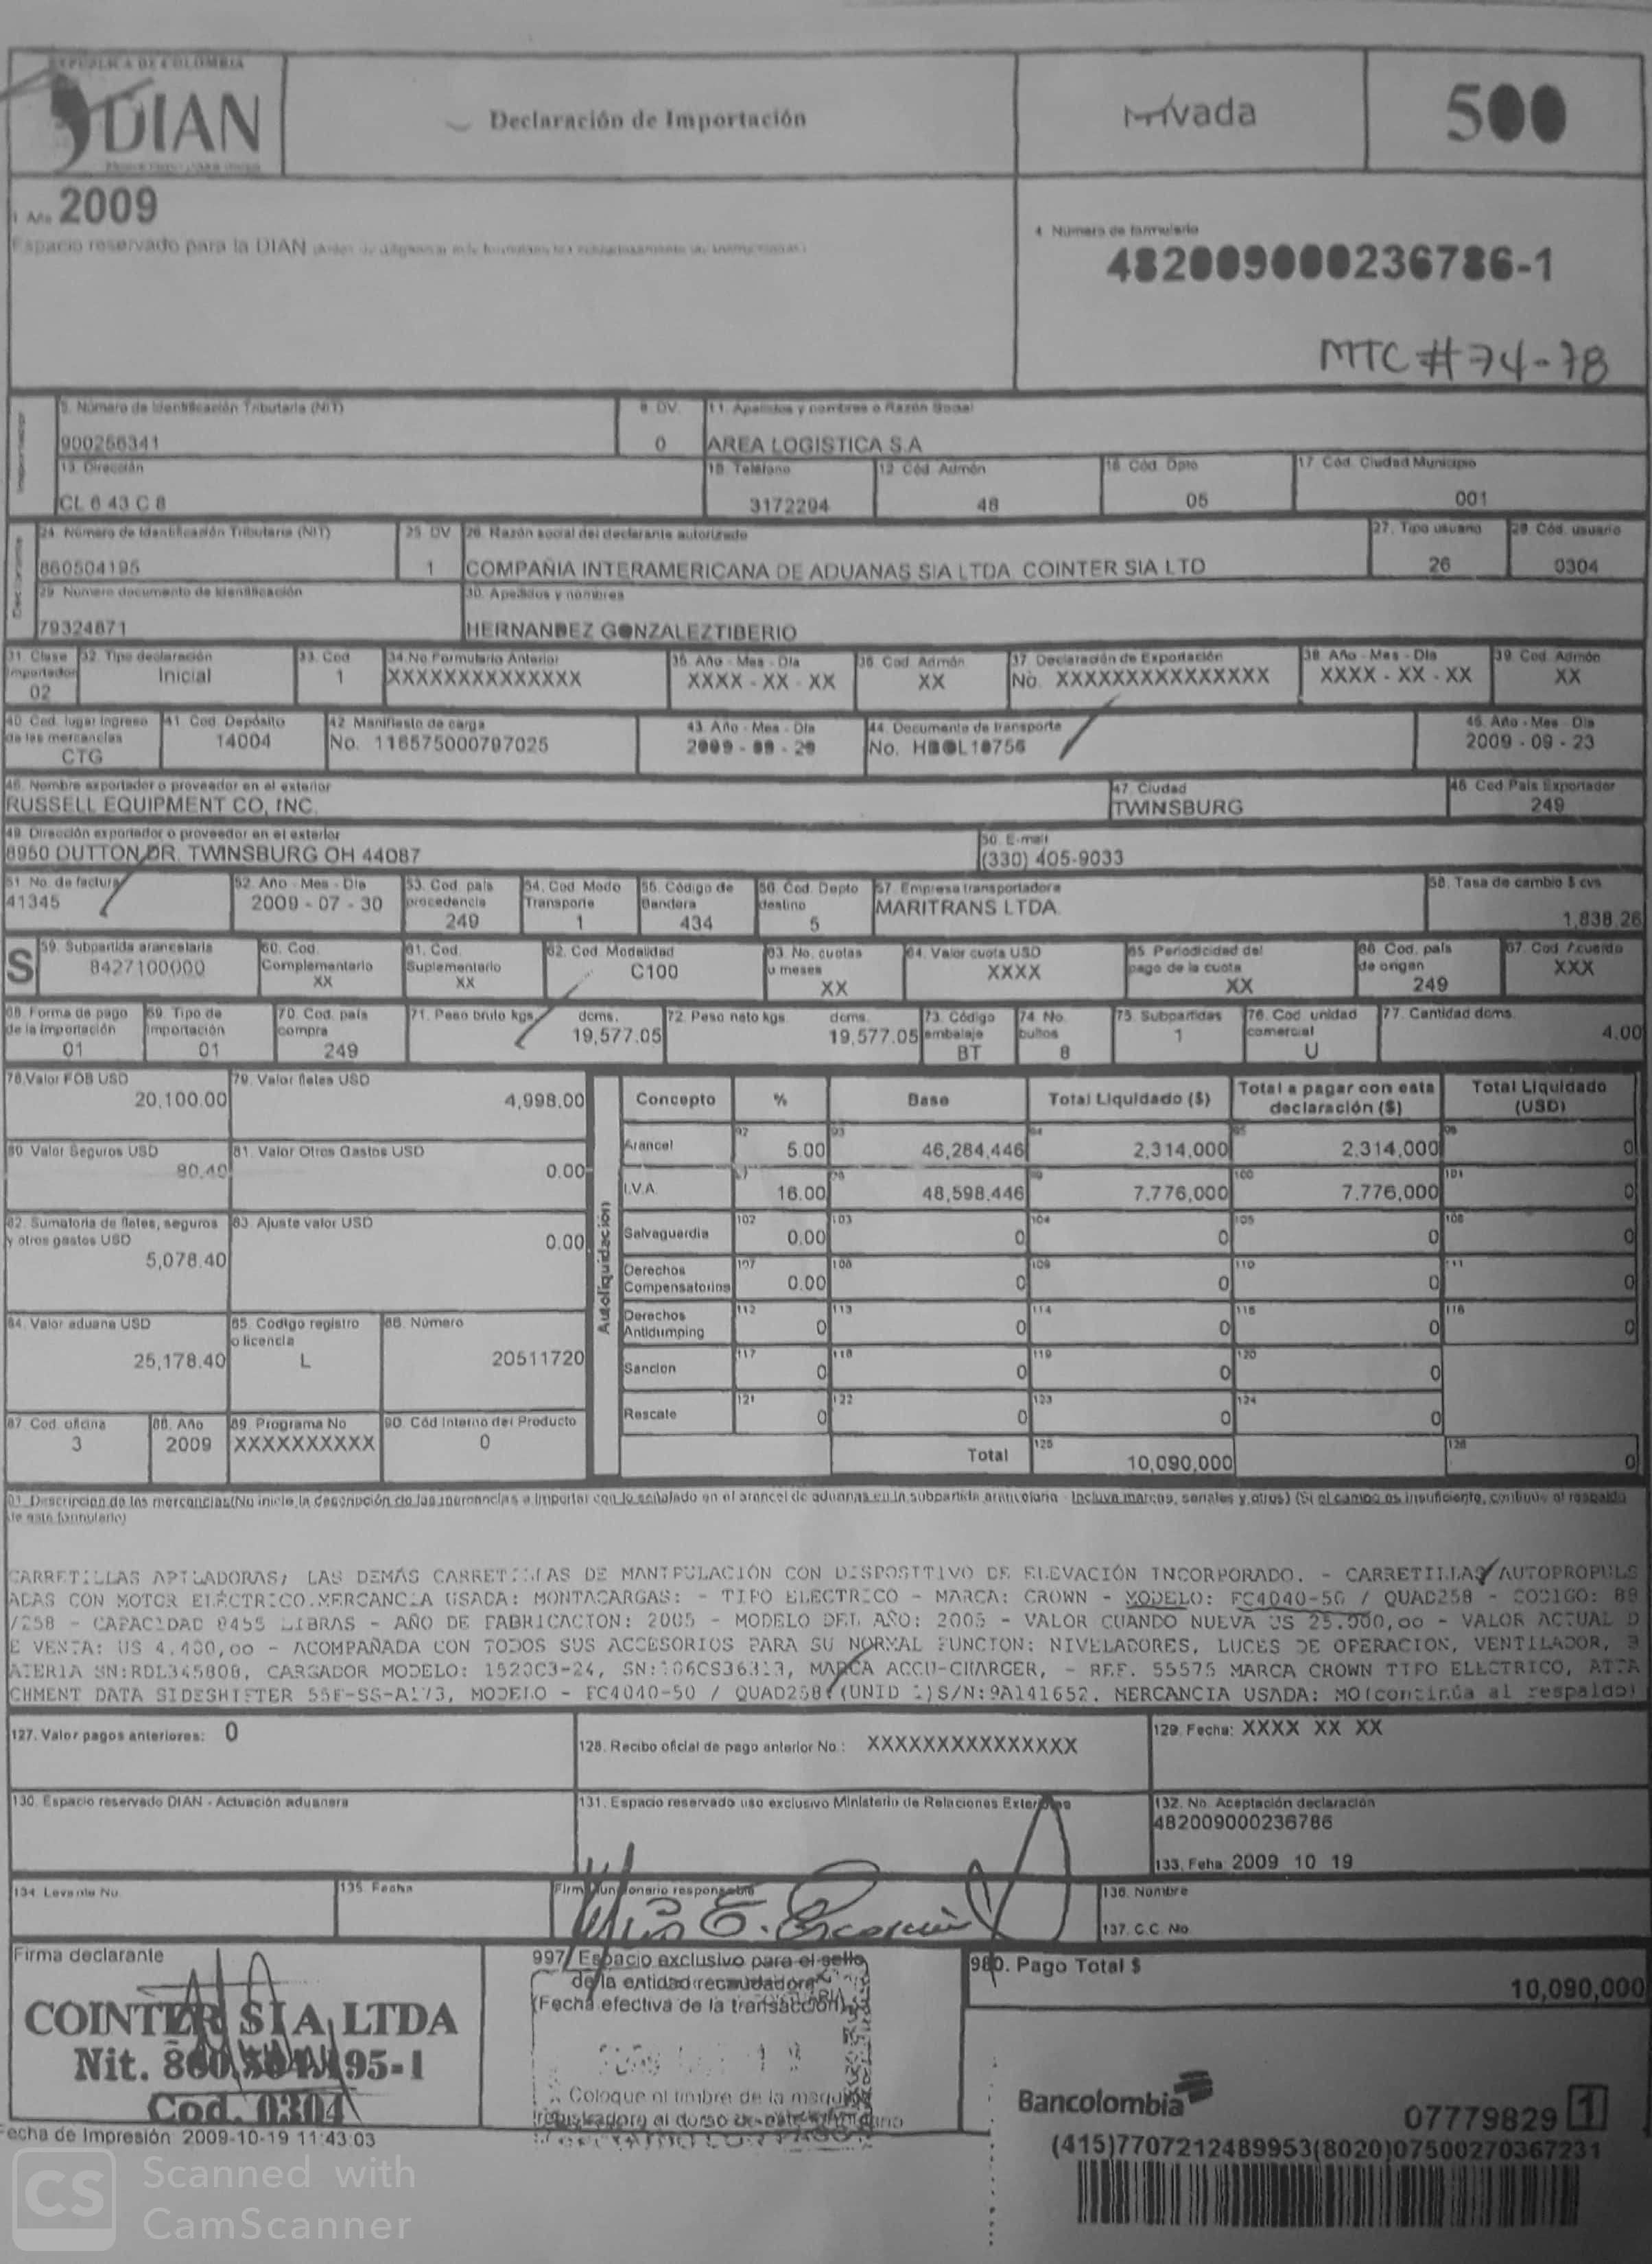 REPUBLICA DE COLOMBIA
DIAN
Declaración de Importación
500
1. Año 2009
Espacio reservado para la DIAN
4. Número de formulario
482009000236786-1
MTC #74-78
5. Número de Identificación Tributaria (NIT)
6. DV.
11. Apellidos y nombres o Razón Social
900256341
0
AREA LOGISTICA S.A
13. Dirección
15. Teléfono
12. Cód. Admón
16. Cód. Dpto
17. Cód. Ciudad Municipio
CL 6 43 C 8
3172204
48
05
001
24. Número de Identificación Tributaria (NIT)
25. DV
26. Razón social del declarante autorizado
27. Tipo usuario
28. Cód. usuario
860504195
1
COMPAÑIA INTERAMERICANA DE ADUANAS SIA LTDA. COINTER SIA LTD
26
0304
29. Número documento de identificación
30. Apellidos y nombres
79324871
HERNANDEZ GONZALEZTIBERIO
31. Clase importador
02
32. Tipo declaración
Inicial
33. Cod
1
34. No. Formulario Anterior
XXXXXXXXXXXXXX
35. Año - Mes - Día
XXXX - XX - XX
36. Cod. Admón
XX
37. Declaración de Exportación
No. XXXXXXXXXXXXXXX
38. Año - Mes - Día
XXXX - XX - XX
39. Cod. Admón
XX
40. Cod. lugar ingreso de las mercancías
CTG
41. Cod. Depósito
14004
42. Manifiesto de carga
No. 116575000797025
43. Año - Mes - Día
44. Documento de transporte
No. HBOL10756
45. Año - Mes - Día
2009 - 09 - 23
46. Nombre exportador o proveedor en el exterior
RUSSELL EQUIPMENT CO, INC.
47. Ciudad
TWINSBURG
48. Cod. País Exportador
249
49. Dirección exportador o proveedor en el exterior
8950 DUTTON DR. TWINSBURG OH 44087
50. E-mail
(330) 405-9033
51. No. de factura
41345
52. Año - Mes - Día
2009 - 07 - 30
53. Cod. país procedencia
249
54. Cod. Modo Transporte
1
55. Código de Bandera
434
56. Cod. Depto destino
5
57. Empresa transportadora
MARITRANS LTDA.
58. Tasa de cambio $ cvs
1,838.26
S
59. Subpartida arancelaria
8427100000
60. Cod. Complementario
XX
61. Cod. Suplementario
XX
62. Cod. Modalidad
C100
63. No. cuotas o meses
XX
64. Valor cuota USD
XXXX
65. Periodicidad del pago de la cuota
XX
66. Cod. país de origen
249
67. Cod. Acuerdo
XXX
68. Forma de pago de la importación
01
69. Tipo de importación
01
70. Cod. país compra
249
71. Peso bruto kgs. dcms.
19,577.05
72. Peso neto kgs. dcms.
19,577.05
73. Código embalaje
BT
74. No. bultos
8
75. Subpartidas
1
76. Cod. unidad comercial
U
77. Cantidad dcms.
4.00
78. Valor FOB USD
20,100.00
79. Valor fletes USD
4,998.00
80. Valor Seguros USD
80.40
81. Valor Otros Gastos USD
0.00
82. Sumatoria de fletes, seguros y otros gastos USD
5,078.40
83. Ajuste valor USD
0.00
84. Valor aduana USD
25,178.40
85. Codigo registro o licencia
L
86. Número
20511720
87. Cod. oficina
3
88. Año
2009
89. Programa No
XXXXXXXXXX
90. Cód Interno del Producto
0
Autoliquidacion
Concepto % Base Total Liquidado ($) Total a pagar con esta declaración ($) Total Liquidado (USD)
Arancel 92 5.00 93 46,284,446 94 2,314,000 95 2,314,000 96 0
I.V.A. 97 16.00 98 48,598,446 99 7,776,000 100 7,776,000 101 0
Salvaguardia 102 0.00 103 0 104 0 105 0 106 0
Derechos Compensatorios 107 0.00 108 0 109 0 110 0 111 0
Derechos Antidumping 112 0 113 0 114 0 115 0 116 0
Sancion 117 0 118 0 119 0 120 0
Rescate 121 0 122 0 123 0 124 0
Total 125 10,090,000 126 0
91. Descripcion de las mercancias(No inicie la descripción de las mercancías a importar con lo señalado en el arancel de aduanas en la subpartida arancelaria - Incluya marcas, seriales y otros) (Si el campo es insuficiente, continúe al respaldo
de este formulario)
CARRETILLAS APILADORAS; LAS DEMÁS CARRETILLAS DE MANIPULACIÓN CON DISPOSITIVO DE ELEVACIÓN INCORPORADO. - CARRETILLAS AUTOPROPULS
ADAS CON MOTOR ELÉCTRICO.MERCANCIA USADA: MONTACARGAS: - TIPO ELECTRICO - MARCA: CROWN - MODELO: FC4040-50 / QUAD258 - CODIGO: 88
/258 - CAPACIDAD 8455 LIBRAS - AÑO DE FABRICACION: 2005 - MODELO DEL AÑO: 2005 - VALOR CUANDO NUEVA US 25.000,oo - VALOR ACTUAL D
E VENTA: US 4.400,oo - ACOMPAÑADA CON TODOS SUS ACCESORIOS PARA SU NORMAL FUNCION: NIVELADORES, LUCES DE OPERACION, VENTILADOR, B
ATERIA SN:RDL345808, CARGADOR MODELO: 1520C3-24, SN:106CS36313, MARCA ACCU-CHARGER, - REF. 55575 MARCA CROWN TIPO ELECTRICO, ATTA
CHMENT DATA SIDESHIFTER 55F-SS-A173, MODELO - FC4040-50 / QUAD258 (UNID 1)S/N:9A141652. MERCANCIA USADA: MO(continúa al respaldo)
127. Valor pagos anteriores: 0
128. Recibo oficial de pago anterior No.: XXXXXXXXXXXXXXX
129. Fecha: XXXX XX XX
130. Espacio reservado DIAN - Actuación aduanera
131. Espacio reservado uso exclusivo Ministerio de Relaciones Exteriores
132. No. Aceptación declaración
482009000236786
133. Feha 2009 10 19
134. Levante No.
135. Fecha
Firma funcionario responsable
136. Nombre
137. C.C. No.
Firma declarante
COINTER SIA LTDA
Nit. 860.504.195-1
Cod. 0304
997. Espacio exclusivo para el sello
de la entidad recaudadora
(Fecha efectiva de la transacción)
Coloque el timbre de la maquina
registradora al dorso de este formulario
980. Pago Total $
10,090,000
Bancolombia
07779829 1
(415)7707212489953(8020)07500270367231
Fecha de Impresión 2009-10-19 11:43:03
CS Scanned with
CamScanner